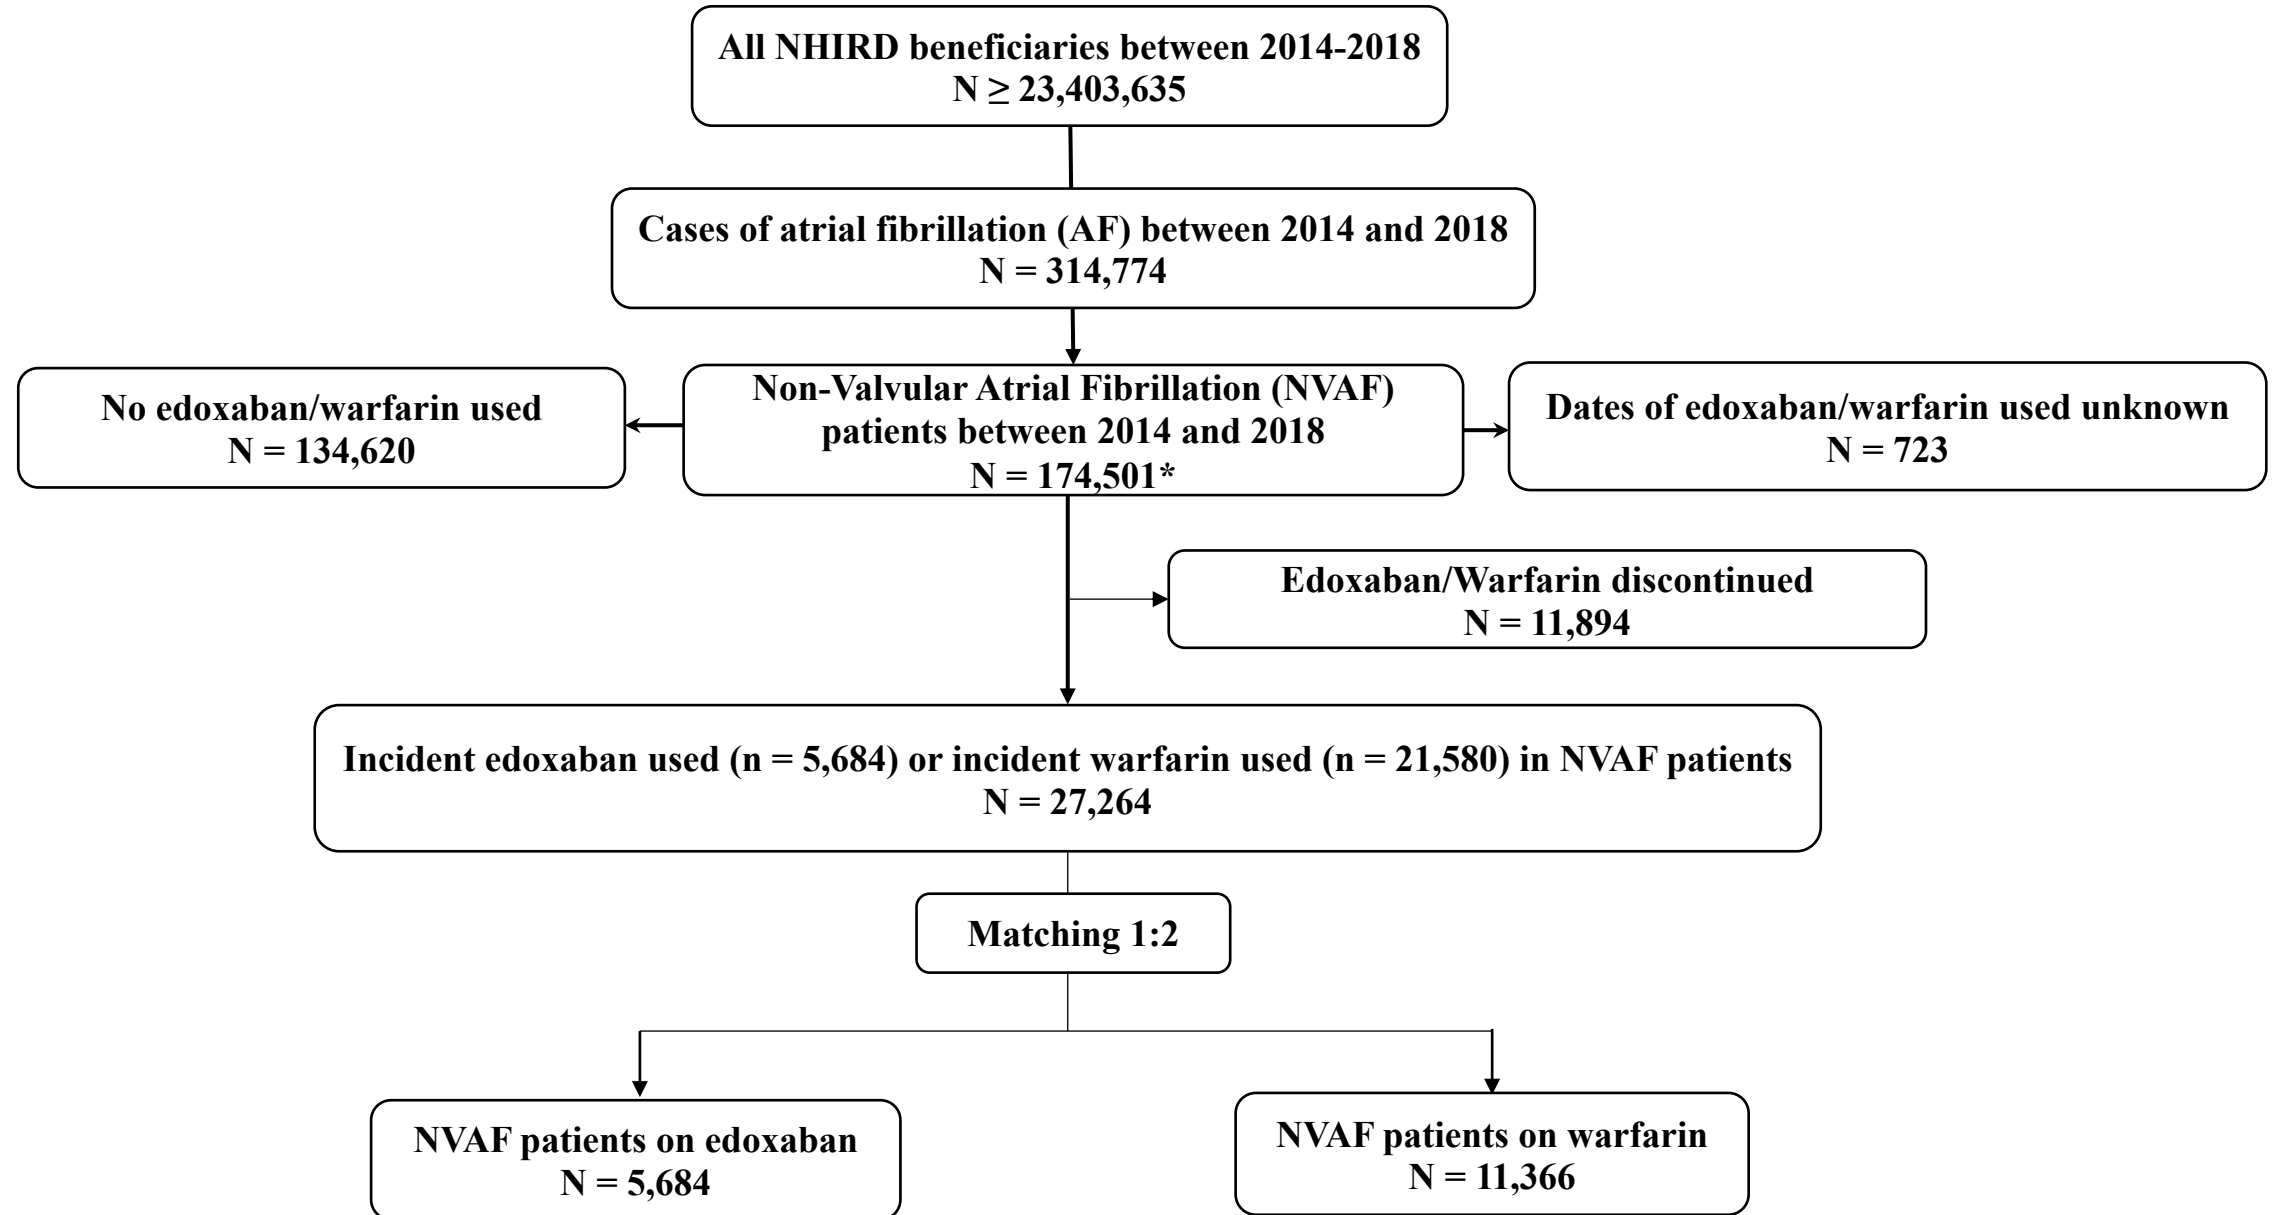 All NHIRD beneficiaries between 2014-2018
N ≥ 23,403,635
Cases of atrial fibrillation (AF) between 2014 and 2018
N = 314,774
No edoxaban/warfarin used
N = 134,620
Non-Valvular Atrial Fibrillation (NVAF)
patients between 2014 and 2018
N = 174,501*
Dates of edoxaban/warfarin used unknown
N = 723
Edoxaban/Warfarin discontinued
N = 11,894
Incident edoxaban used (n = 5,684) or incident warfarin used (n = 21,580) in NVAF patients
N = 27,264
Matching 1:2
NVAF patients on edoxaban
N = 5,684
NVAF patients on warfarin
N = 11,366